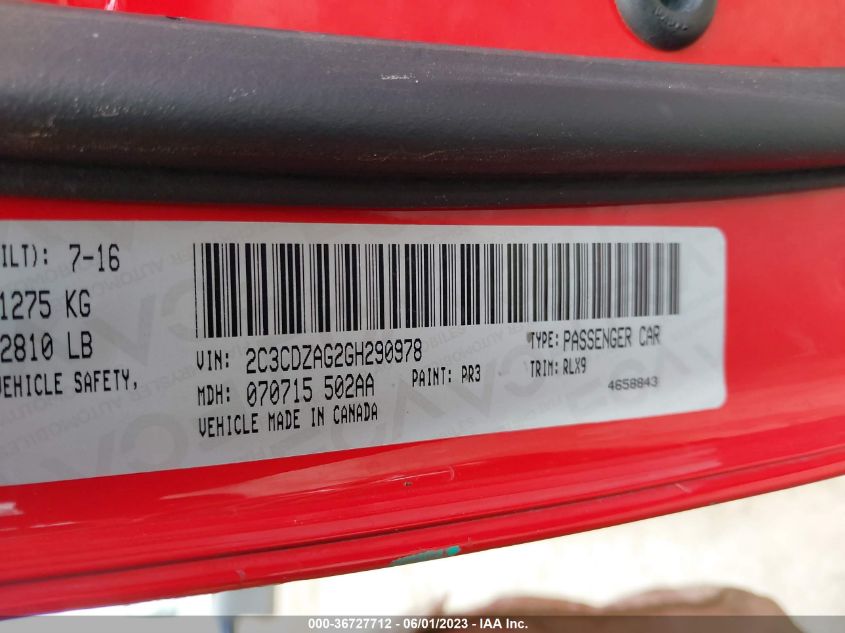 ILT): 7-16
1275 KG
2810 LB
VEHICLE SAFETY,
VIN: 2C3CDZAG2GH290978
TYPE: PASSENGER CAR
MDH: 070715 502AA
PAINT: PR3
TRIM: RLX9
VEHICLE MADE IN CANADA
4658843
000-36727712 - 06/01/2023 - IAA Inc.